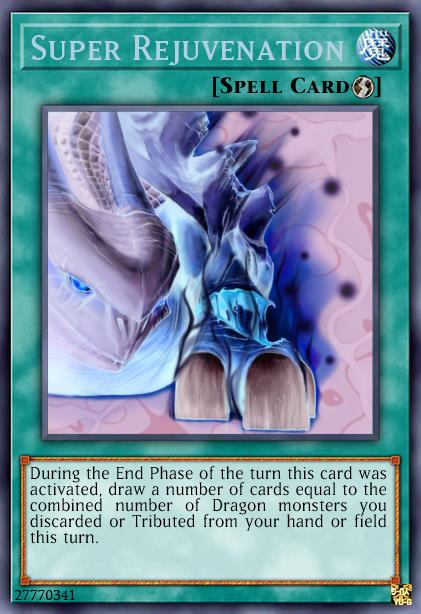 Super Rejuvenation
魔
[Spell Card]
During the End Phase of the turn this card was
activated, draw a number of cards equal to the
combined number of Dragon monsters you
discarded or Tributed from your hand or field
this turn.
27770341